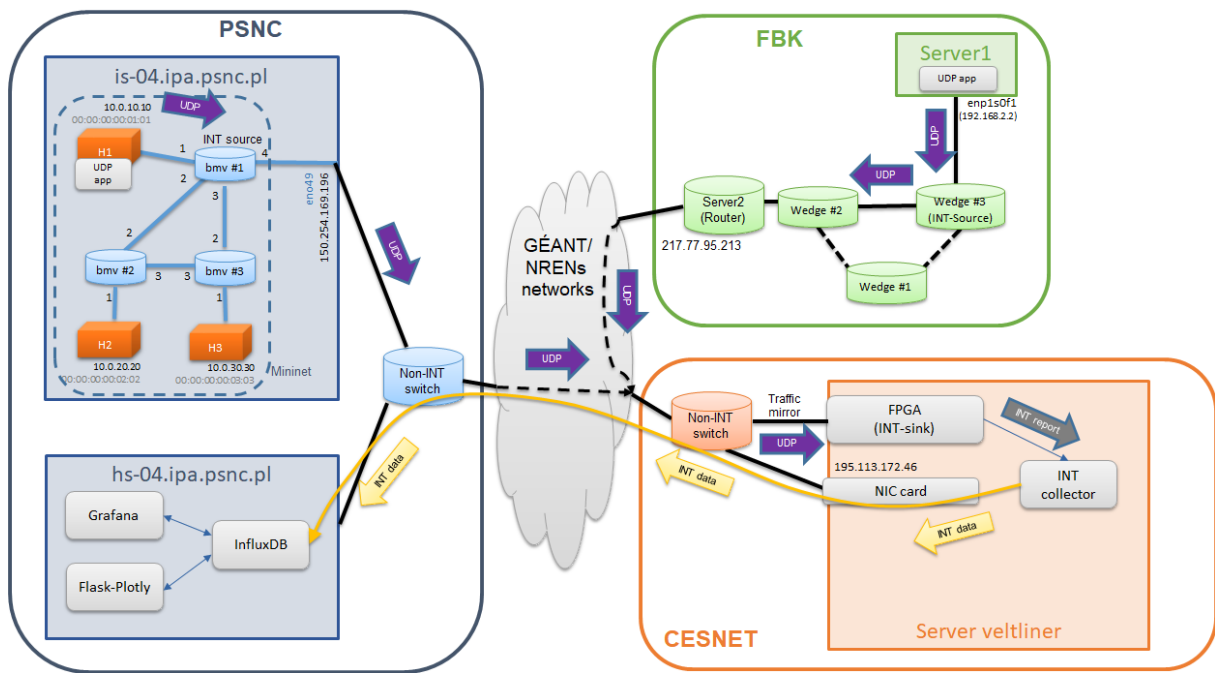 PSNC
is-04.ipa.psnc.pl
10.0.10.10
00:00:00:00:01:01
UDP
INT source
H1
UDP
app
1
bmv #1
4
2
3
eno49
150.254.169.196
2
2
bmv #2
3
3
bmv #3
1
1
H2
H3
10.0.20.20
00:00:00:00:02:02
10.0.30.30
00:00:00:00:03:03
Mininet
UDP
Non-INT
switch
hs-04.ipa.psnc.pl
Grafana
InfluxDB
Flask-Plotly
INT data
GÉANT/
NRENs
networks
UDP
UDP
FBK
Server1
UDP app
enp1s0f1
(192.168.2.2)
UDP
UDP
Server2
(Router)
217.77.95.213
Wedge #2
Wedge #3
(INT-Source)
Wedge #1
CESNET
Non-INT
switch
Traffic
mirror
UDP
FPGA
(INT-sink)
INT report
195.113.172.46
NIC card
INT
collector
INT data
INT data
Server veltliner